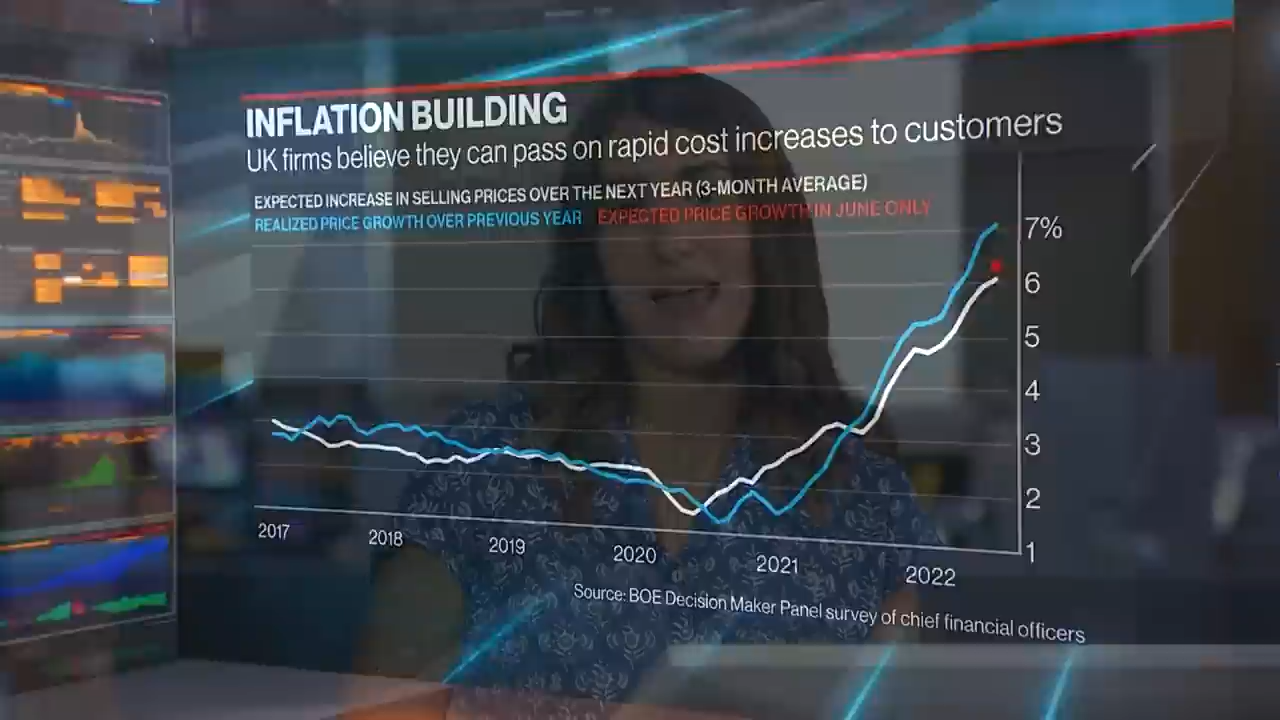 INFLATION BUILDING
UK firms believe they can pass on rapid cost increases to customers
EXPECTED INCREASE IN SELLING PRICES OVER THE NEXT YEAR (3-MONTH AVERAGE)
REALIZED PRICE GROWTH OVER PREVIOUS YEAR EXPECTED PRICE GROWTH IN JUNE ONLY
7%
6
5
4
3
2
1
2017 2018 2019 2020 2021 2022
Source: BOE Decision Maker Panel survey of chief financial officers